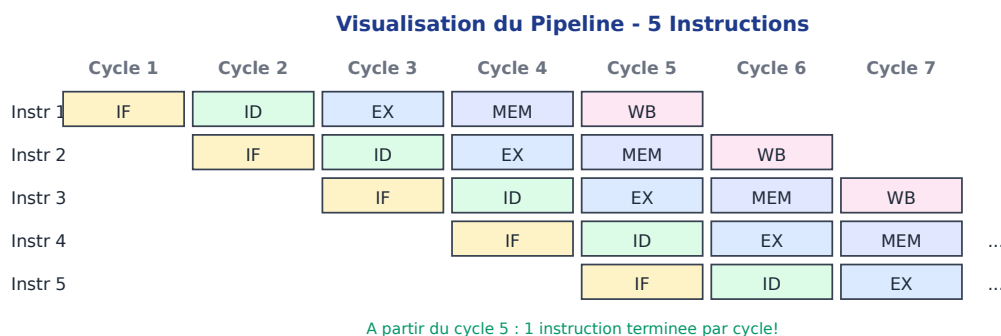 Visualisation du Pipeline - 5 Instructions
Cycle 1 Cycle 2 Cycle 3 Cycle 4 Cycle 5 Cycle 6 Cycle 7
Instr 1 IF ID EX MEM WB
Instr 2 IF ID EX MEM WB
Instr 3 IF ID EX MEM WB
Instr 4 IF ID EX MEM ...
Instr 5 IF ID EX ...
A partir du cycle 5 : 1 instruction terminee par cycle!